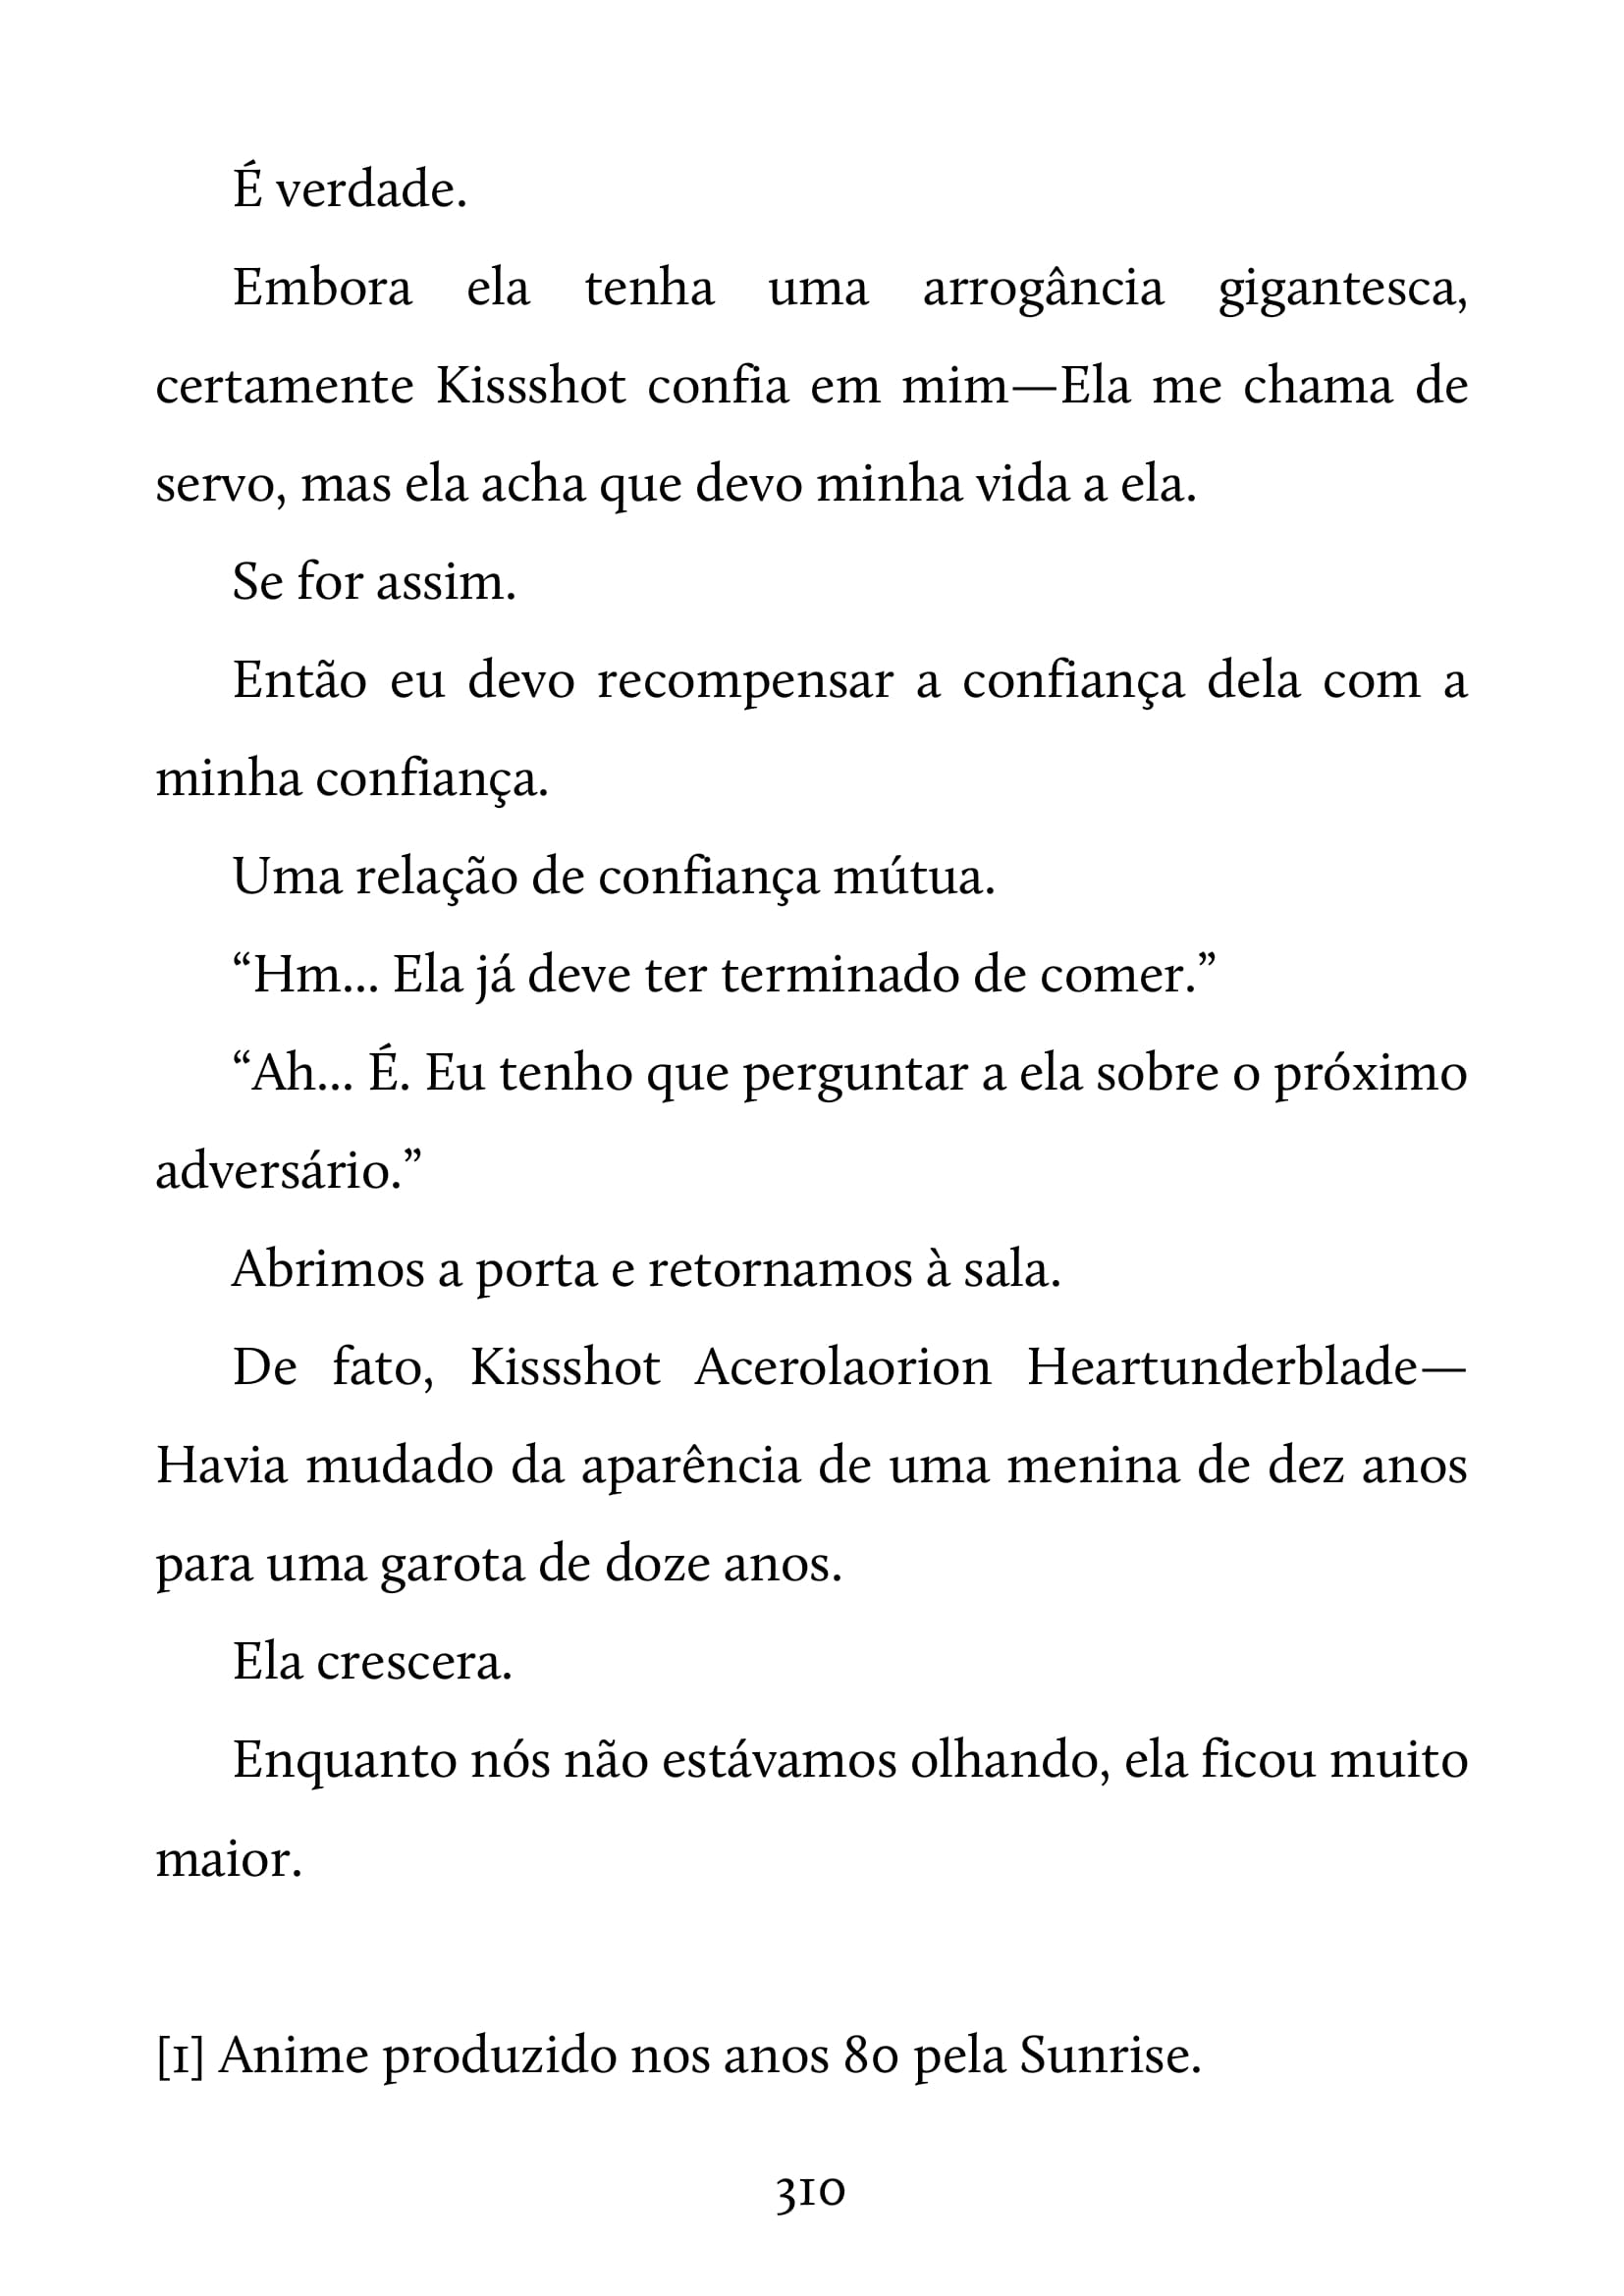 É verdade.
Embora ela tenha uma arrogância gigantesca,
certamente Kissshot confia em mim—Ela me chama de
servo, mas ela acha que devo minha vida a ela.
Se for assim.
Então eu devo recompensar a confiança dela com a
minha confiança.
Uma relação de confiança mútua.
“Hm... Ela já deve ter terminado de comer.”
“Ah... É. Eu tenho que perguntar a ela sobre o próximo
adversário.”
Abrimos a porta e retornamos à sala.
De fato, Kissshot Acerolaorion Heartunderblade—
Havia mudado da aparência de uma menina de dez anos
para uma garota de doze anos.
Ela crescera.
Enquanto nós não estávamos olhando, ela ficou muito
maior.
[1] Anime produzido nos anos 80 pela Sunrise.
310